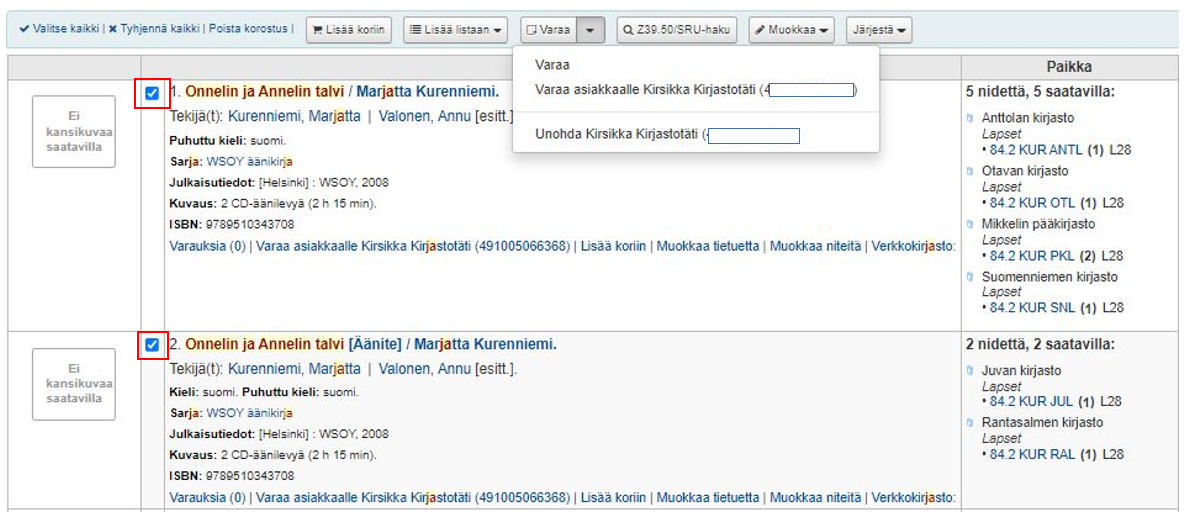 Valitse kaikki | Tyhjennä kaikki | Poista korostus | Lisää koriin Lisää listaan Varaa Z39.50/SRU-haku Muokkaa Järjestä
Varaa
Varaa asiakkaalle Kirsikka Kirjastotäti (4 )
Unohda Kirsikka Kirjastotäti (
Paikka
Ei
kansikuvaa
saatavilla
1. Onnelin ja Annelin talvi / Marjatta Kurenniemi.
Tekijä(t): Kurenniemi, Marjatta | Valonen, Annu [esitt.]
Puhuttu kieli: suomi.
Sarja: WSOY äänikirja
Julkaisutiedot: [Helsinki] : WSOY, 2008
Kuvaus: 2 CD-äänilevyä (2 h 15 min).
ISBN: 9789510343708
Varauksia (0) | Varaa asiakkaalle Kirsikka Kirjastotäti (491005066368) | Lisää koriin | Muokkaa tietuetta | Muokkaa niteitä | Verkkokirjasto:
5 nidettä, 5 saatavilla:
Anttolan kirjasto
Lapset
• 84.2 KUR ANTL (1) L28
Otavan kirjasto
Lapset
• 84.2 KUR OTL (1) L28
Mikkelin pääkirjasto
Lapset
• 84.2 KUR PKL (2) L28
Suomenniemen kirjasto
Lapset
• 84.2 KUR SNL (1) L28
Ei
kansikuvaa
saatavilla
2. Onnelin ja Annelin talvi [Äänite] / Marjatta Kurenniemi.
Tekijä(t): Kurenniemi, Marjatta | Valonen, Annu [esitt.].
Kieli: suomi. Puhuttu kieli: suomi.
Sarja: WSOY äänikirja
Julkaisutiedot: [Helsinki] : WSOY, 2008
Kuvaus: 2 CD-äänilevyä (2 h 15 min).
ISBN: 9789510343708
Varauksia (0) | Varaa asiakkaalle Kirsikka Kirjastotäti (491005066368) | Lisää koriin | Muokkaa tietuetta | Muokkaa niteitä | Verkkokirjasto:
2 nidettä, 2 saatavilla:
Juvan kirjasto
Lapset
• 84.2 KUR JUL (1) L28
Rantasalmen kirjasto
Lapset
• 84.2 KUR RAL (1) L28